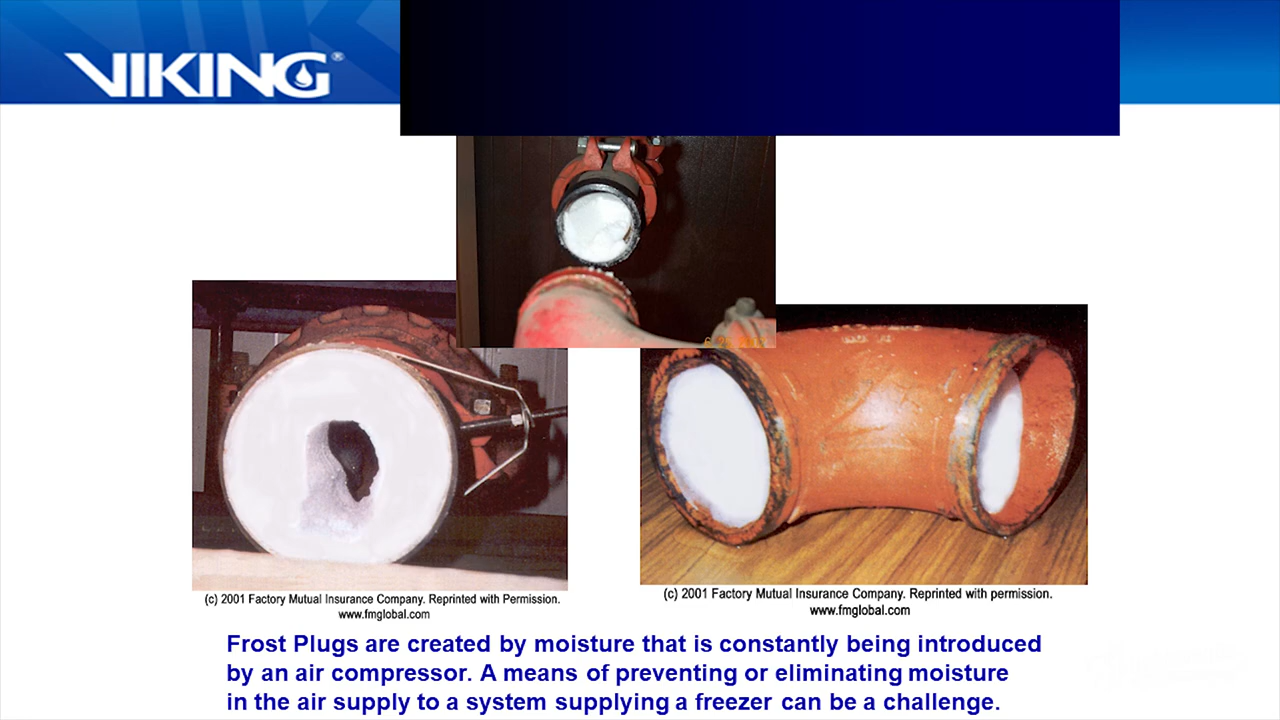 VIKING®
(c) 2001 Factory Mutual Insurance Company. Reprinted with Permission.
www.fmglobal.com
(c) 2001 Factory Mutual Insurance Company. Reprinted with permission.
www.fmglobal.com
Frost Plugs are created by moisture that is constantly being introduced
by an air compressor. A means of preventing or eliminating moisture
in the air supply to a system supplying a freezer can be a challenge.